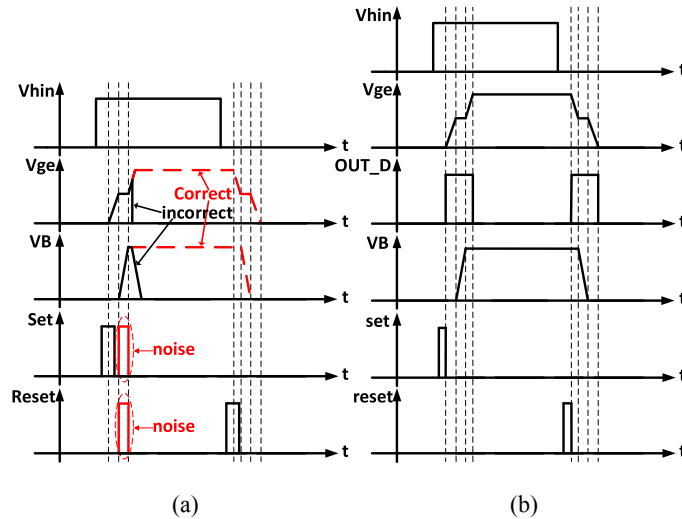 Vhin
t
Vge
Correct
incorrect
t
VB
t
Set
noise
t
Reset
noise
t
(a)
Vhin
t
Vge
t
OUT_D
t
VB
t
set
t
reset
t
(b)